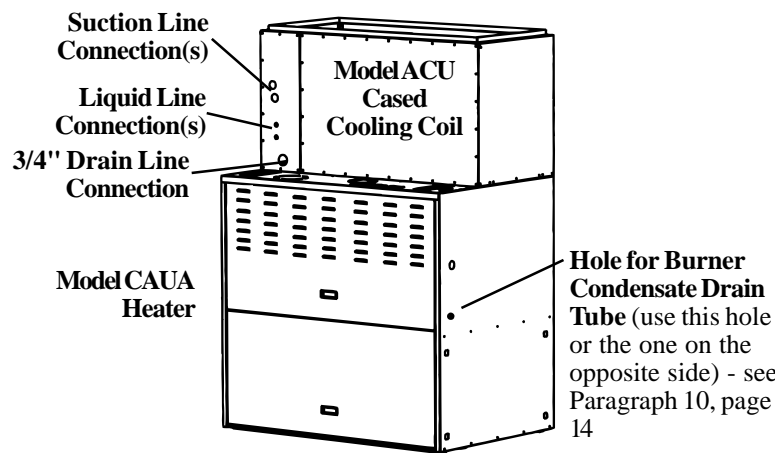 Suction Line
Connection(s)
Model ACU
Cased
Cooling Coil
Liquid Line
Connection(s)
3/4" Drain Line
Connection
Model CAUA
Heater
Hole for Burner
Condensate Drain
Tube (use this hole
or the one on the
opposite side) - see
Paragraph 10, page
14